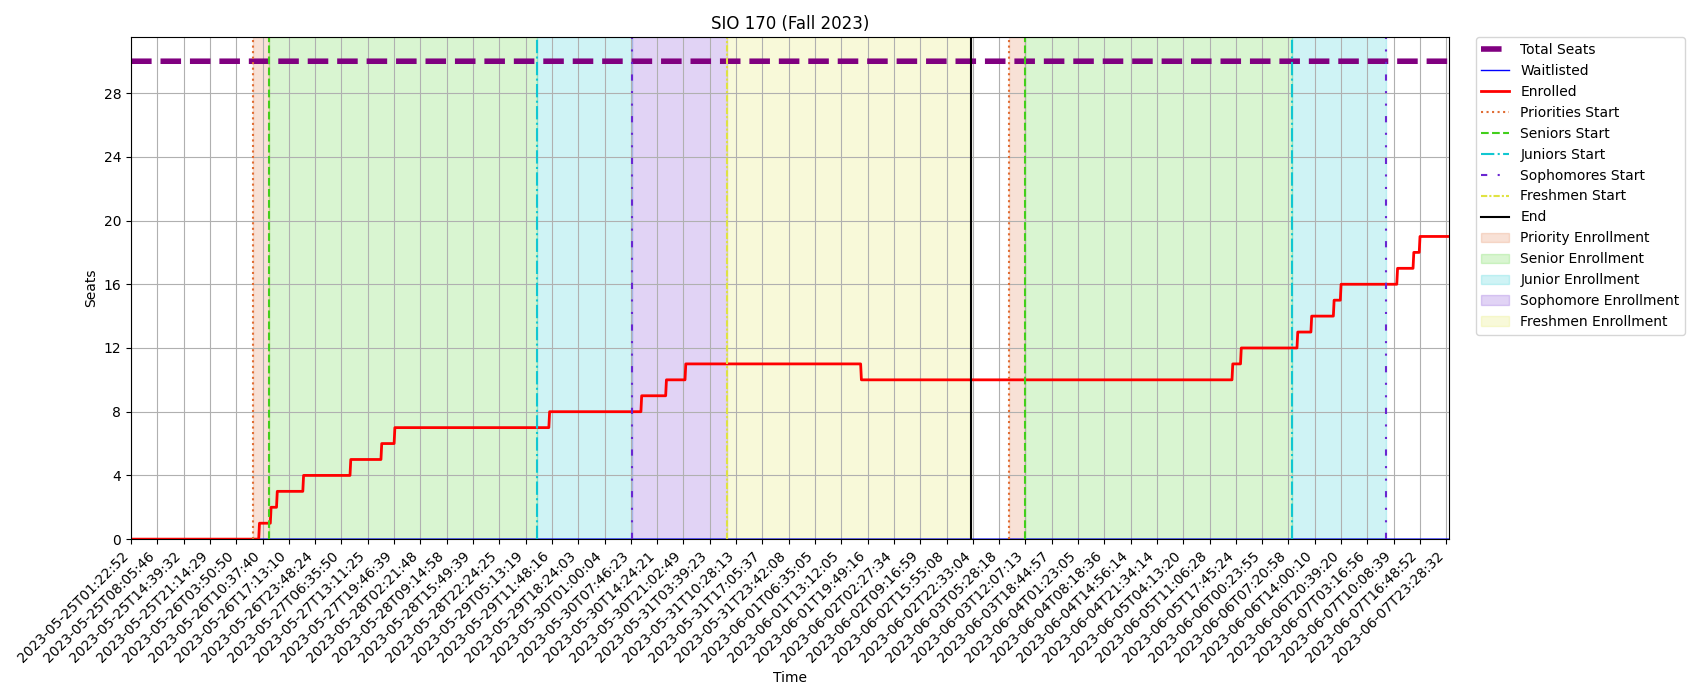 SIO 170 (Fall 2023)
Seats
28
24
20
16
12
8
4
0
2023-05-25T01:22:52
2023-05-25T08:05:46
2023-05-25T14:39:32
2023-05-25T21:14:29
2023-05-26T03:50:50
2023-05-26T10:37:40
2023-05-26T17:13:10
2023-05-26T23:48:24
2023-05-27T06:35:50
2023-05-27T13:11:25
2023-05-27T19:46:39
2023-05-28T02:21:48
2023-05-28T09:14:58
2023-05-28T15:49:39
2023-05-28T22:24:25
2023-05-29T05:13:19
2023-05-29T11:48:16
2023-05-29T18:24:03
2023-05-30T01:00:04
2023-05-30T07:46:23
2023-05-30T14:24:21
2023-05-30T21:02:49
2023-05-31T03:39:23
2023-05-31T10:28:13
2023-05-31T17:05:37
2023-05-31T23:42:08
2023-06-01T06:35:05
2023-06-01T13:12:05
2023-06-01T19:49:16
2023-06-02T02:27:34
2023-06-02T09:16:59
2023-06-02T15:55:08
2023-06-02T22:33:04
2023-06-03T05:28:18
2023-06-03T12:07:13
2023-06-03T18:44:57
2023-06-04T01:23:05
2023-06-04T08:18:36
2023-06-04T14:56:14
2023-06-04T21:34:14
2023-06-05T04:13:20
2023-06-05T11:06:28
2023-06-05T17:45:24
2023-06-06T00:23:55
2023-06-06T07:20:58
2023-06-06T14:00:10
2023-06-06T20:39:20
2023-06-07T03:16:56
2023-06-07T10:08:39
2023-06-07T16:48:52
2023-06-07T23:28:32
Time
Total Seats
Waitlisted
Enrolled
Priorities Start
Seniors Start
Juniors Start
Sophomores Start
Freshmen Start
End
Priority Enrollment
Senior Enrollment
Junior Enrollment
Sophomore Enrollment
Freshmen Enrollment